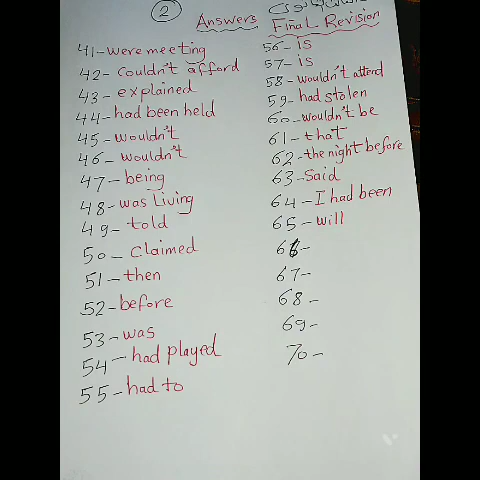 2
Answers
Final Revision
41- were meeting
42- couldn't afford
43- explained
44- had been held
45- wouldn't
46- wouldn't
47- being
48- was living
49- told
50- claimed
51- then
52- before
53- was
54- had played
55- had to
56- is
57- is
58- wouldn't attend
59- had stolen
60- wouldn't be
61- that
62- the night before
63- said
64- I had been
65- will
66-
67-
68-
69-
70-